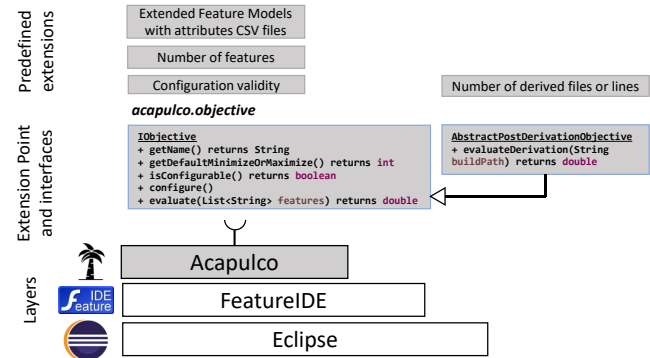 Predefined
extensions
Extended Feature Models
with attributes CSV files
Number of features
Configuration validity
Number of derived files or lines
Extension Point
and interfaces
acapulco.objective
IObjective
+ getName() returns String
+ getDefaultMinimizeOrMaximize() returns int
+ isConfigurable() returns boolean
+ configure()
+ evaluate(List<String> features) returns double
AbstractPostDerivationObjective
+ evaluateDerivation(String
buildPath) returns double
Layers
Acapulco
IDE
Feature
FeatureIDE
Eclipse